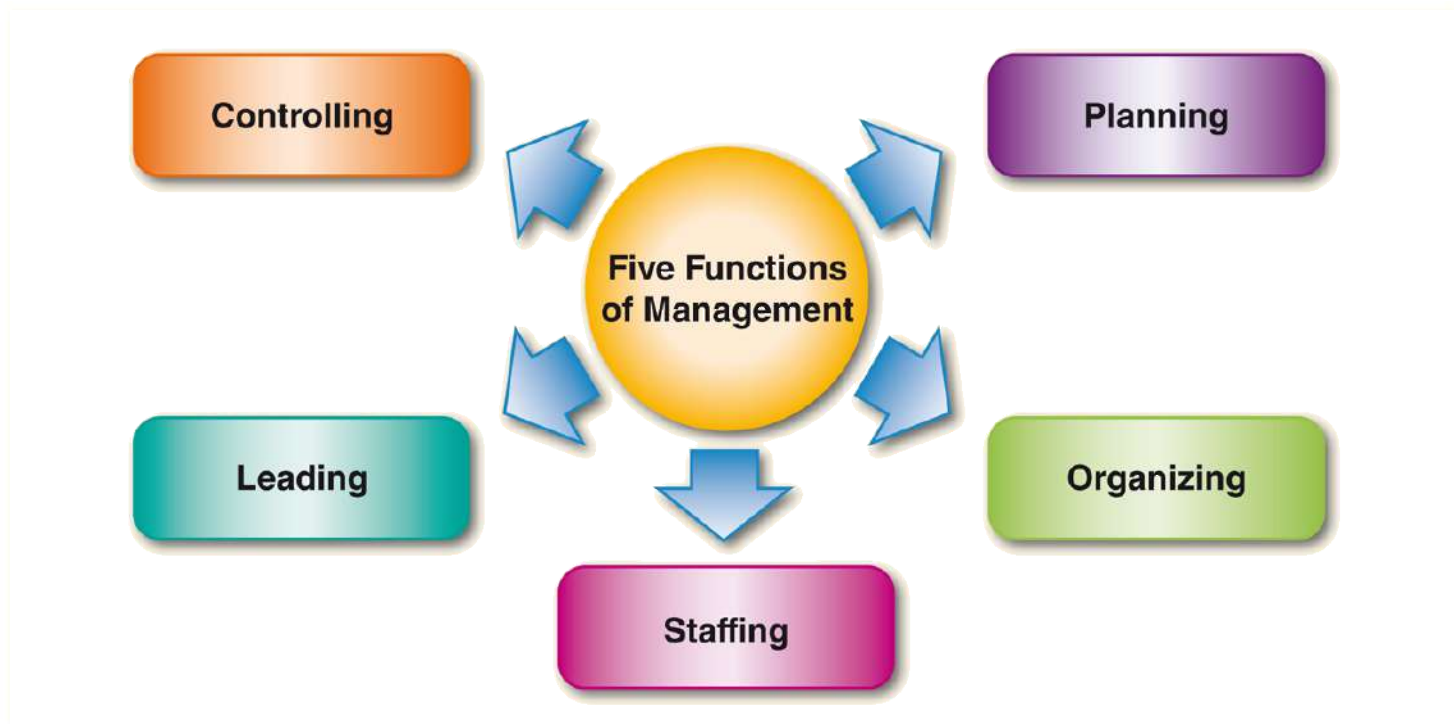 Controlling
Planning
Five Functions
of Management
Leading
Organizing
Staffing